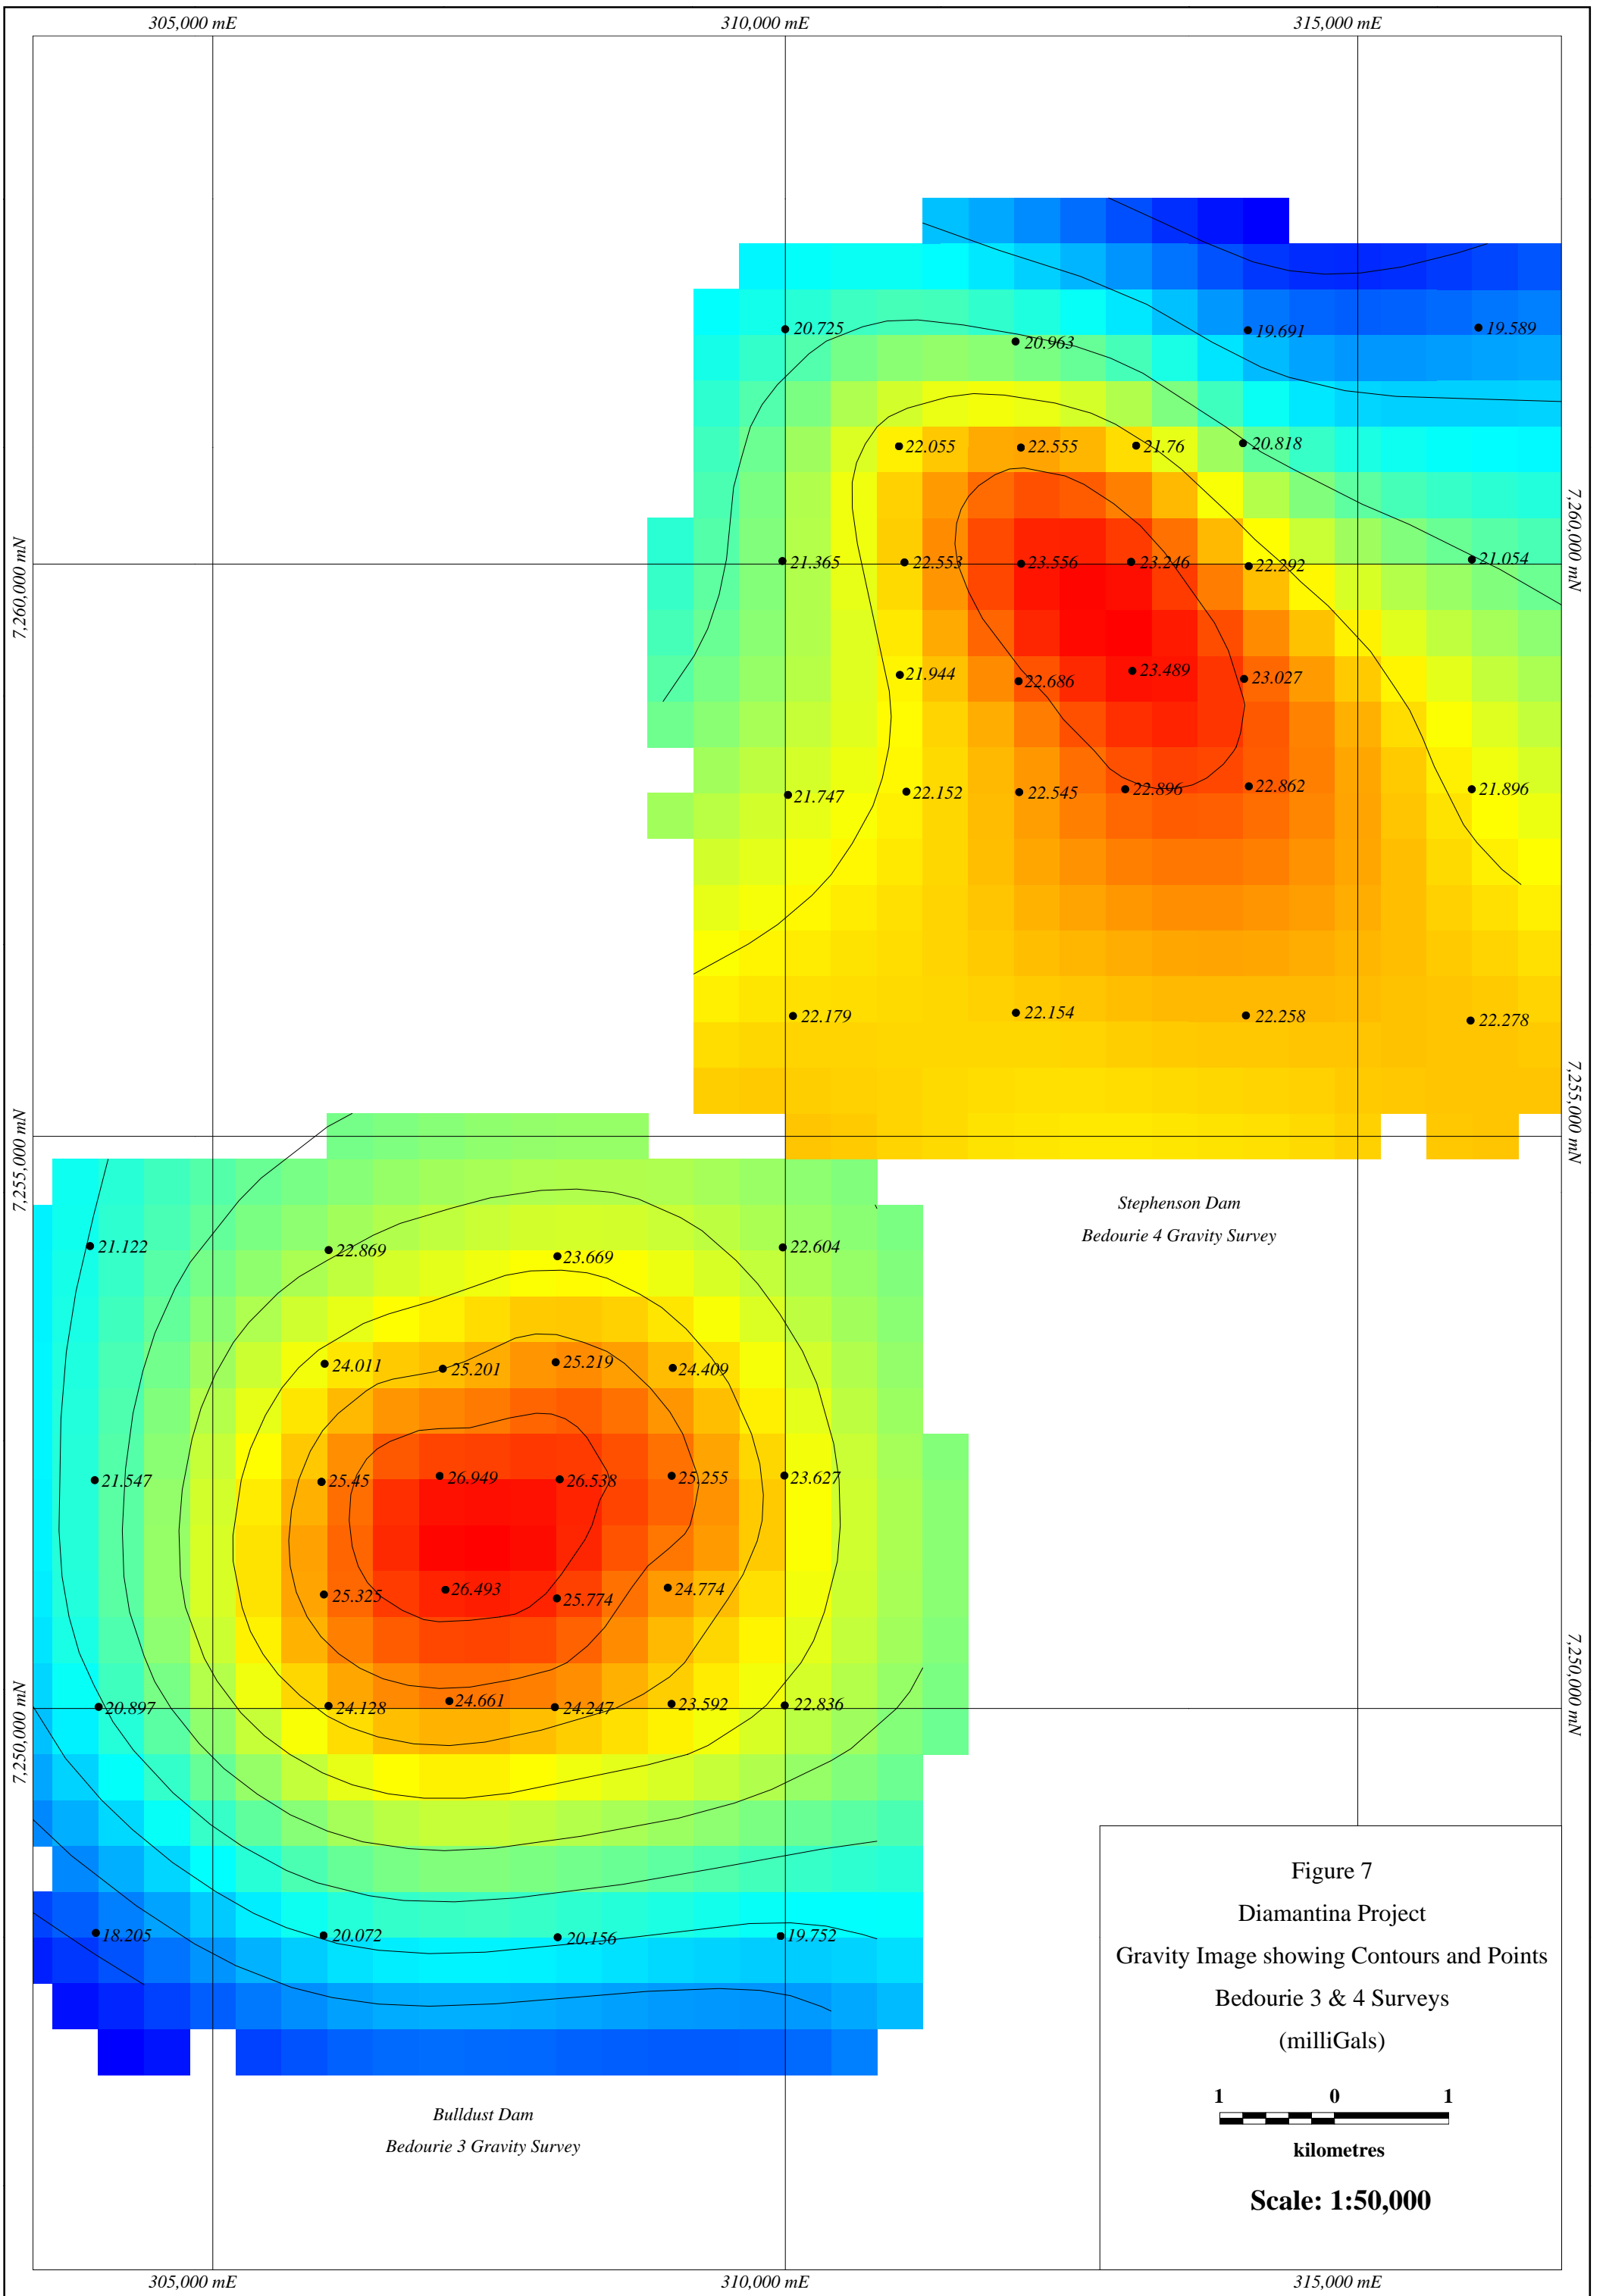 305,000 mE
310,000 mE
315,000 mE
20.725
20.963
19.691
19.589
22.055
22.555
21.76
20.818
7,260,000 mN
7,260,000 mN
21.365
22.553
23.556
23.246
22.292
21.054
21.944
22.686
23.489
23.027
21.747
22.152
22.545
22.896
22.862
21.896
22.179
22.154
22.258
22.278
7,255,000 mN
7,255,000 mN
Stephenson Dam
Bedourie 4 Gravity Survey
21.122
22.869
23.669
22.604
24.011
25.201
25.219
24.409
21.547
25.45
26.949
26.538
25.255
23.627
25.325
26.493
25.774
24.774
7,250,000 mN
7,250,000 mN
20.897
24.128
24.661
24.247
23.592
22.836
18.205
20.072
20.156
19.752
Bulldust Dam
Bedourie 3 Gravity Survey
Figure 7
Diamantina Project
Gravity Image showing Contours and Points
Bedourie 3 & 4 Surveys
(milliGals)
1 0 1
kilometres
Scale: 1:50,000
305,000 mE
310,000 mE
315,000 mE